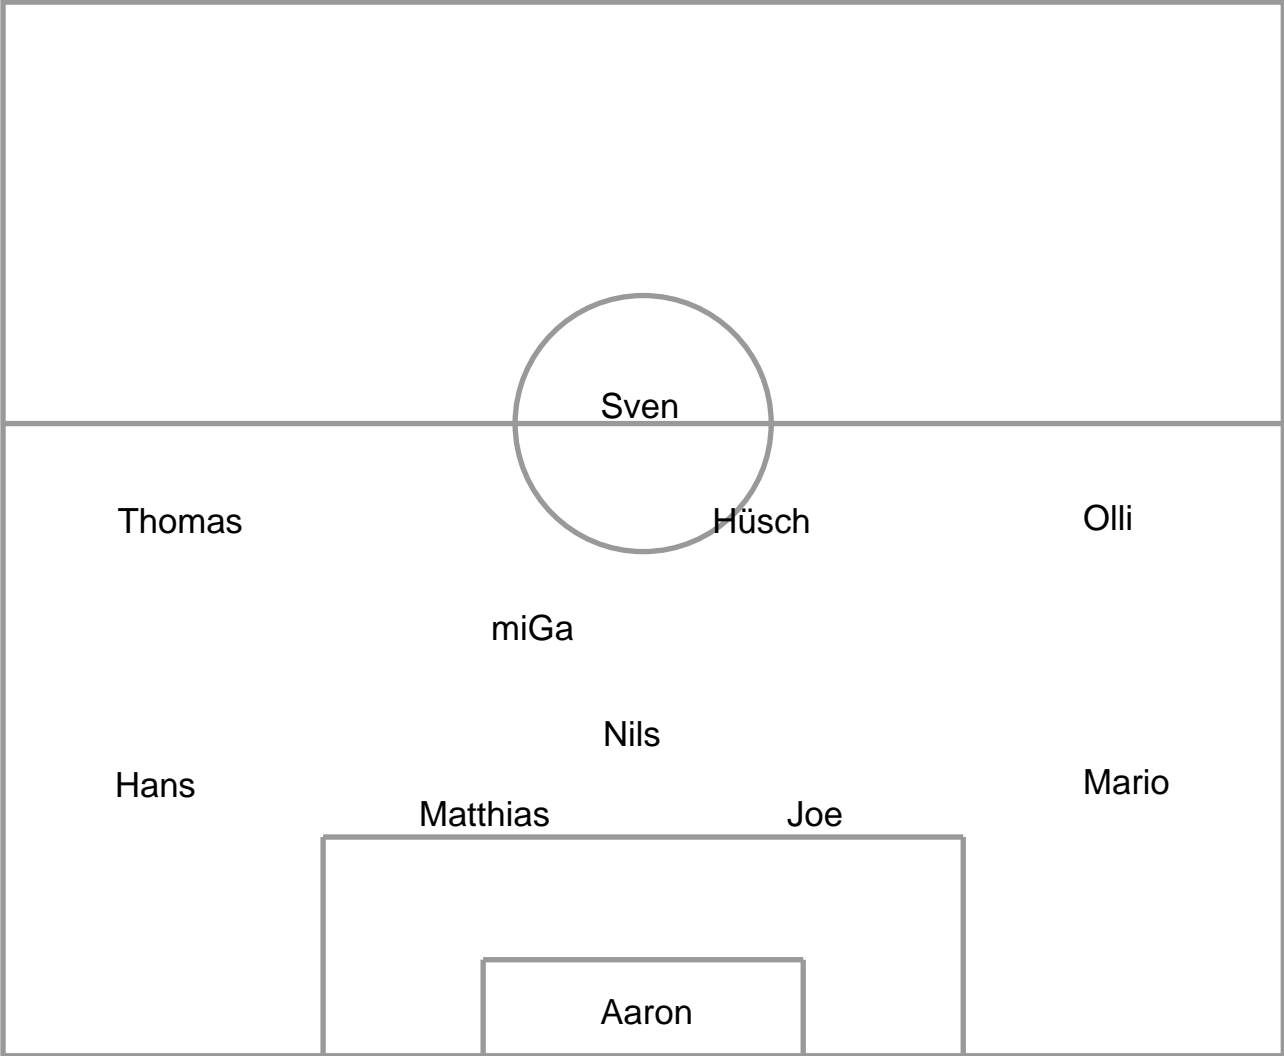 Sven
Thomas Hüsch Olli
miGa
Nils
Hans Mario
Matthias Joe
Aaron